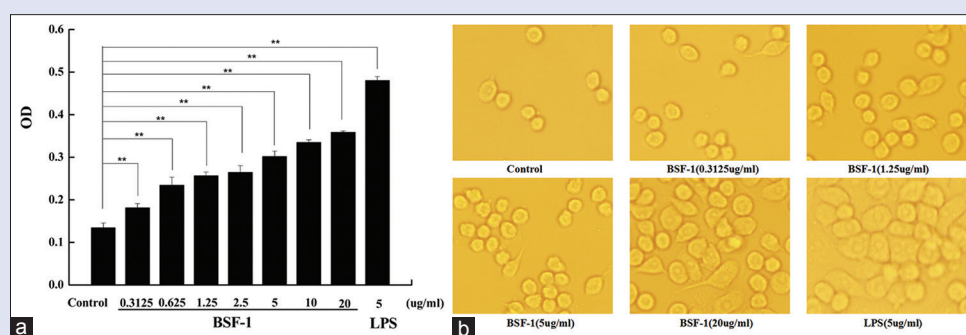 0.6
0.5
0.4
0.3
0.2
0.1
0.0
OD
**
**
**
**
**
**
**
**
Control 0.3125 0.625 1.25 2.5 5 10 20 5 (ug/ml)
BSF-1 LPS
a
Control
BSF-1(0.3125ug/ml)
BSF-1(1.25ug/ml)
BSF-1(5ug/ml)
BSF-1(20ug/ml)
LPS(5ug/ml)
b